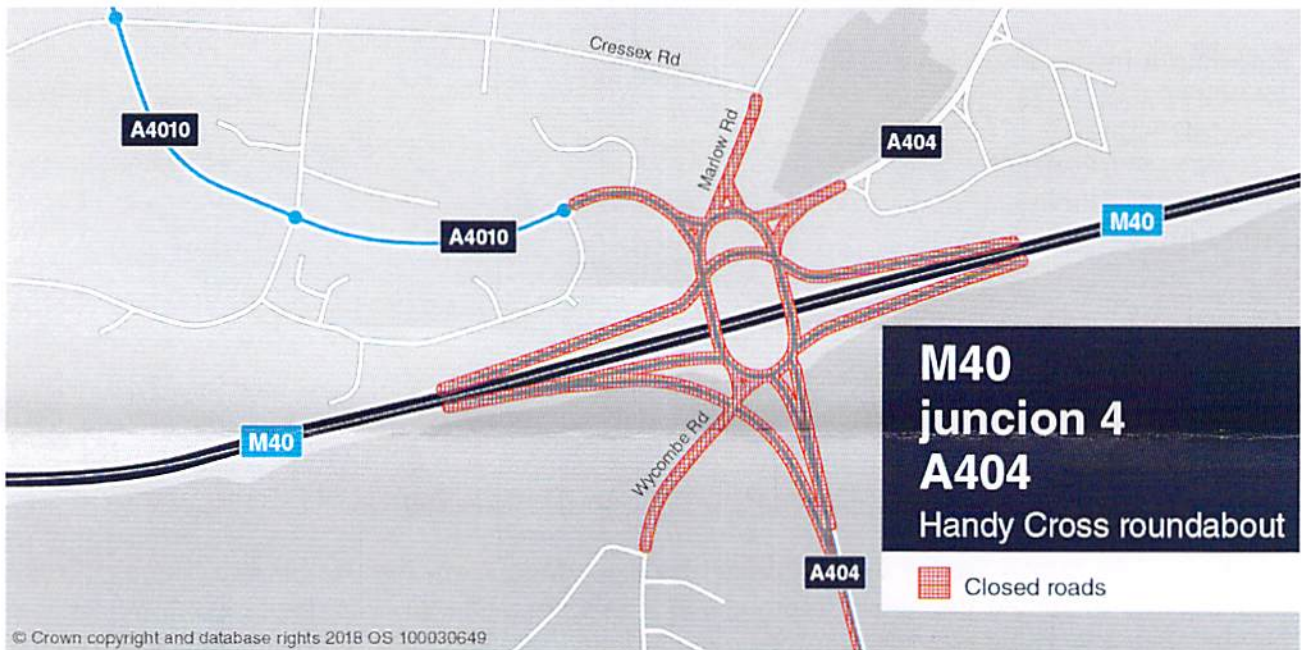 Cressex Rd
A4010
Marlow Rd
A404
M40
A4010
M40
Wycombe Rd
A404
M40
juncion 4
A404
Handy Cross roundabout
Closed roads
© Crown copyright and database rights 2018 OS 100030649